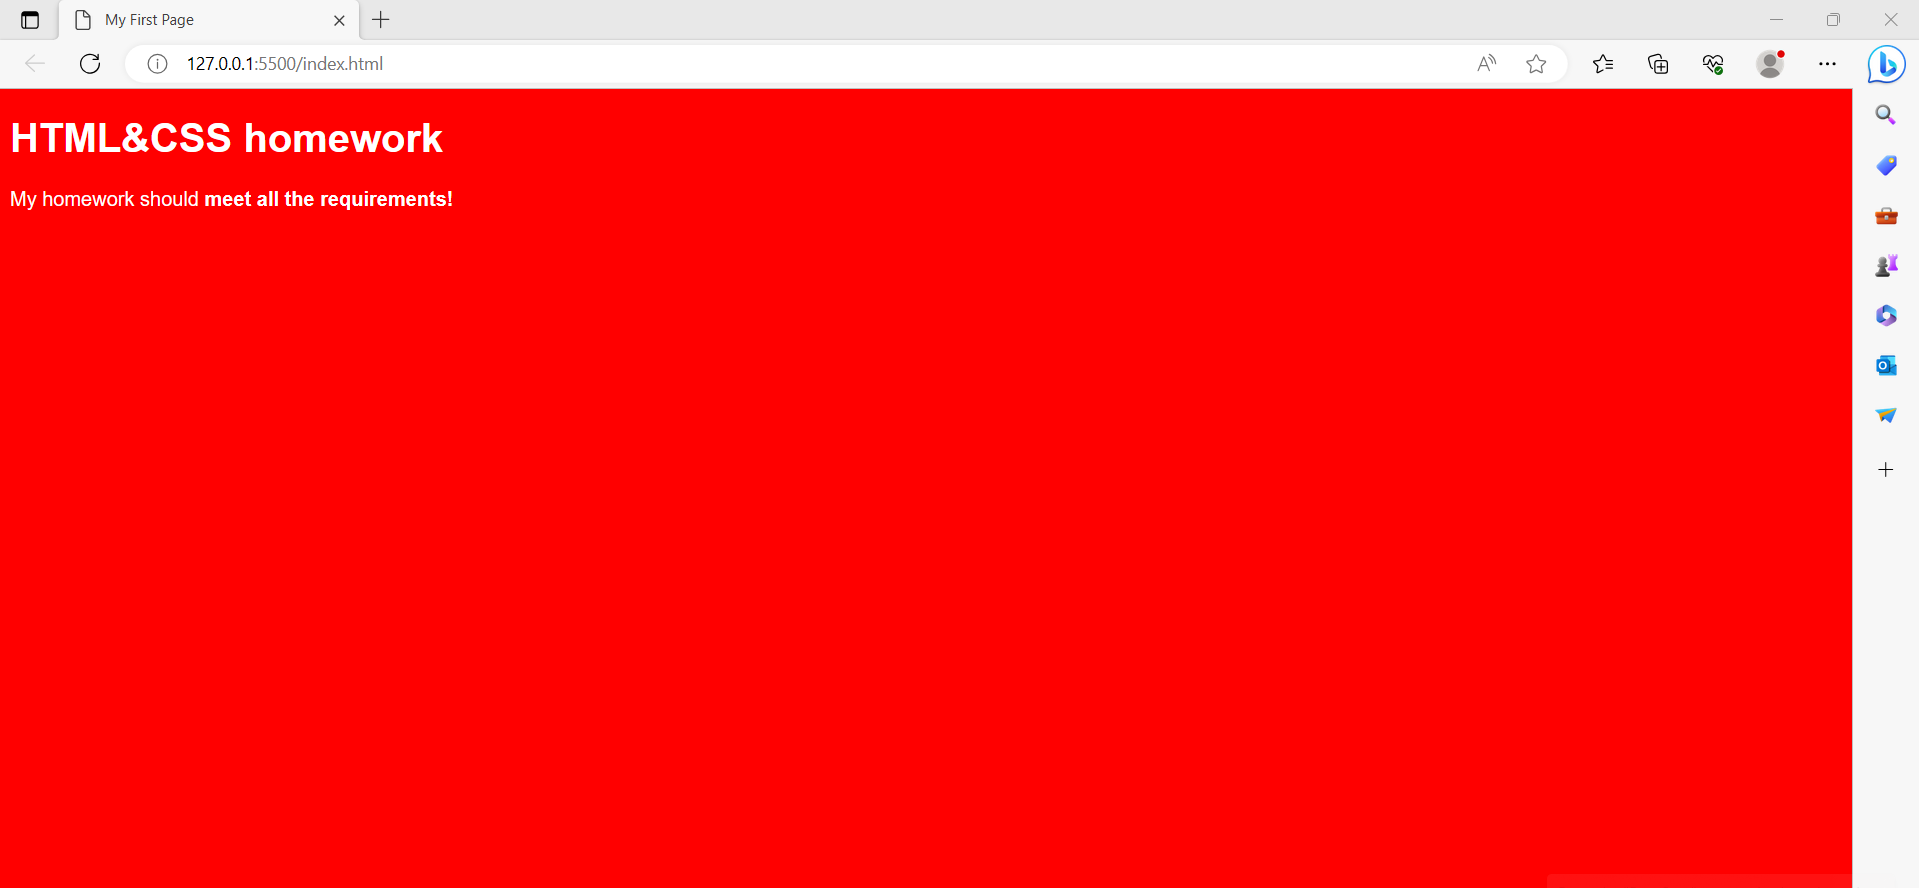 My First Page
127.0.0.1:5500/index.html
HTML&CSS homework
My homework should meet all the requirements!